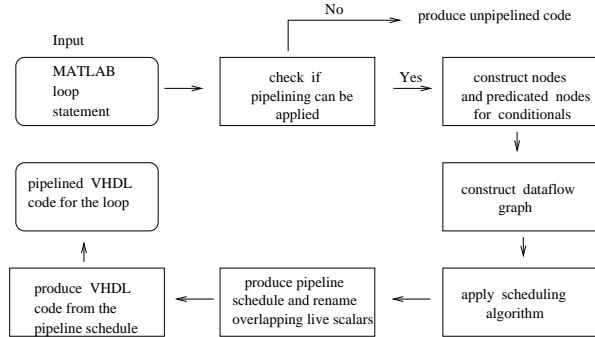 No
produce unpipelined code
Input
MATLAB
loop
statement
check if
pipelining can be
applied
Yes
construct nodes
and predicated nodes
for conditionals
pipelined VHDL
code for the loop
construct dataflow
graph
produce VHDL
code from the
pipeline schedule
produce pipeline
schedule and rename
overlapping live scalars
apply scheduling
algorithm